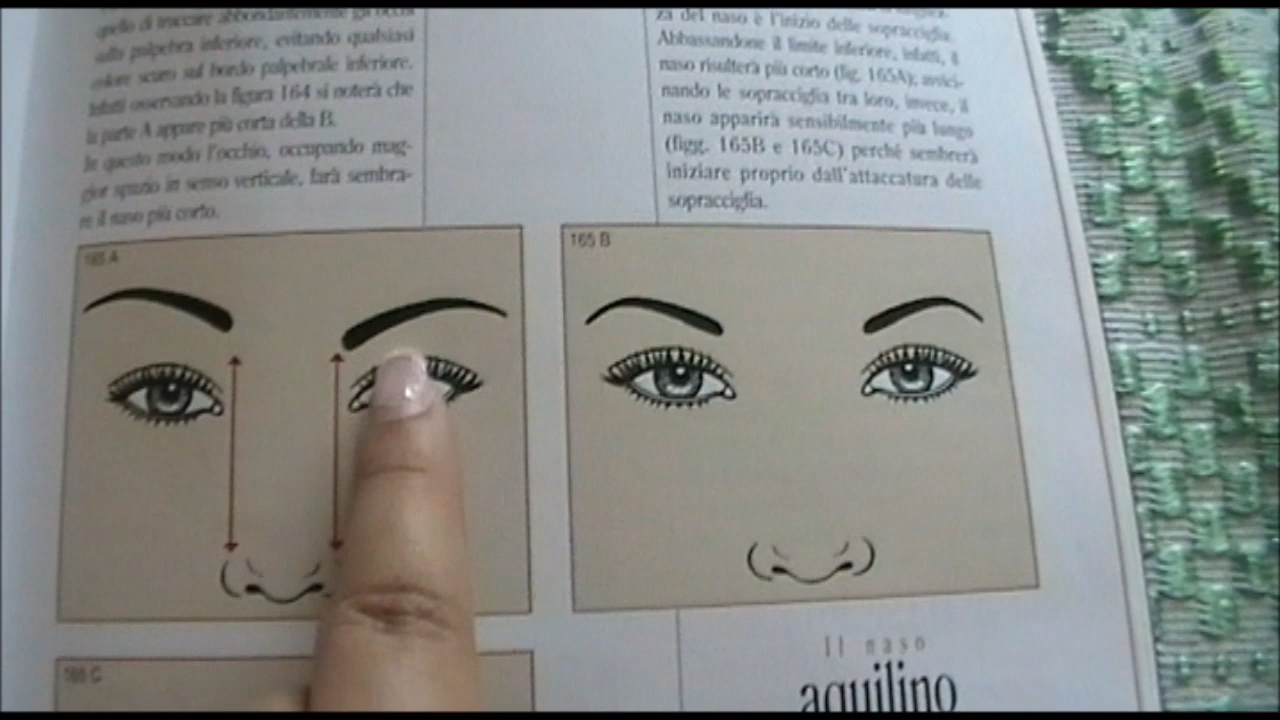 quello di truccare abbondantemente gli occhi
sulla palpebra inferiore, evitando qualsiasi
colore scuro sul bordo palpebrale inferiore.
Infatti osservando la figura 164 si noterà che
la parte A appare più corta della B.
In questo modo l'occhio, occupando mag-
gior spazio in senso verticale, farà sembra-
re il naso più corto.
za del naso è l'inizio delle sopracciglia.
Abbassandone il limite inferiore, infatti, il
naso risulterà più corto (fig. 165A); avvici-
nando le sopracciglia tra loro, invece, il
naso apparirà sensibilmente più lungo
(figg. 165B e 165C) perché sembrerà
iniziare proprio dall'attaccatura delle
sopracciglia.
165 A
165 B
165 C
Il naso
aquilino